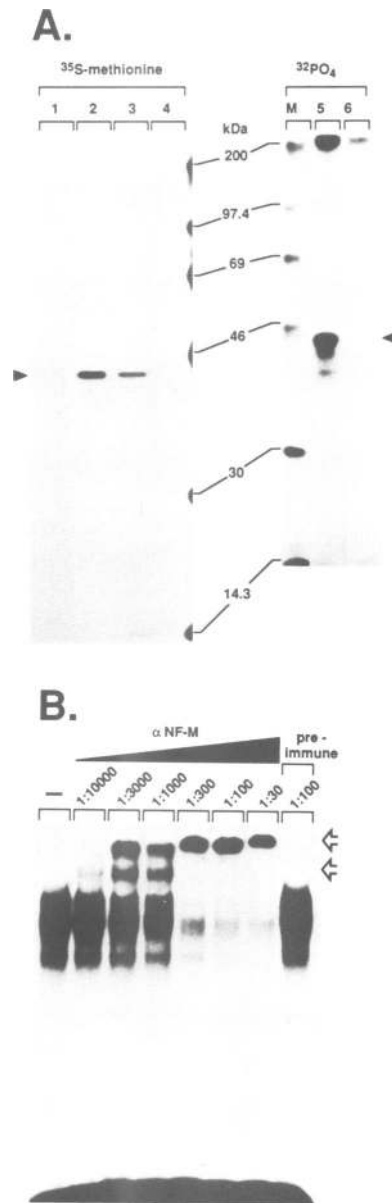 A.
35S-methionine
32PO4
1 2 3 4
kDa
M 5 6
200
97.4
69
46
30
14.3
B.
α NF-M
pre-
immune
– 1:10000 1:3000 1:1000 1:300 1:100 1:30 1:100